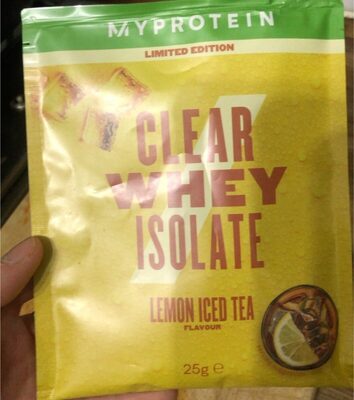 MYPROTEIN
LIMITED EDITION
CLEAR
WHEY
ISOLATE
LEMON ICED TEA
FLAVOUR
25g ℮